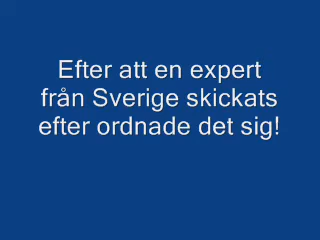 Efter att en expert
från Sverige skickats
efter ordnade det sig!